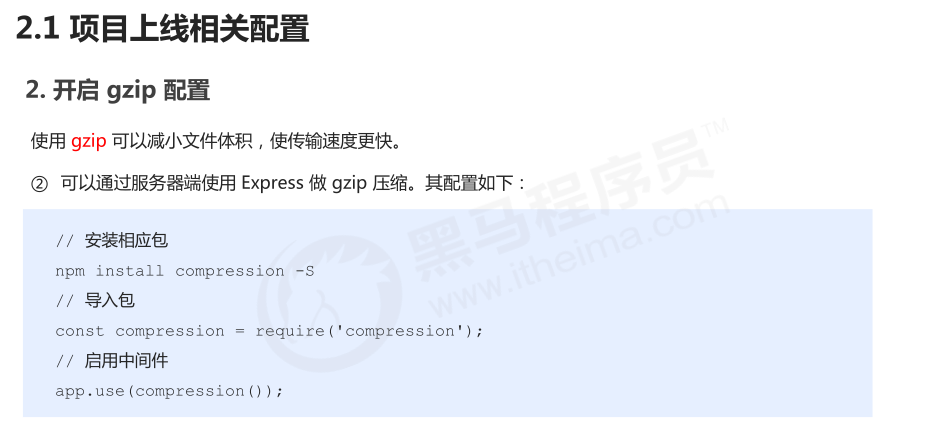 2.1 项目上线相关配置
2. 开启 gzip 配置
使用 gzip 可以减小文件体积，使传输速度更快。
② 可以通过服务器端使用 Express 做 gzip 压缩。其配置如下：
// 安装相应包
npm install compression -S
// 导入包
const compression = require('compression');
// 启用中间件
app.use(compression());
黑马程序员™
www.itheima.com